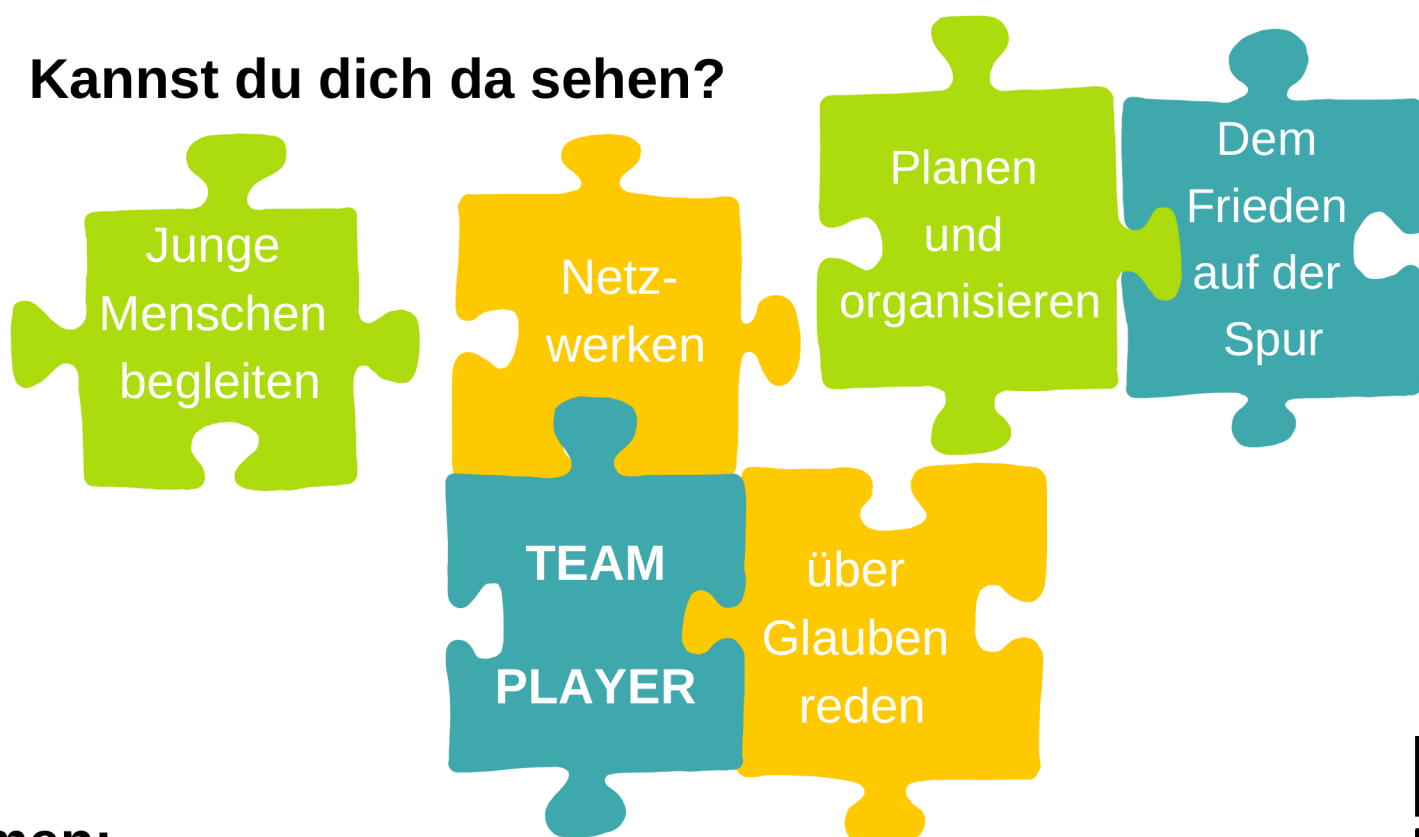 Kannst du dich da sehen?
Junge
Menschen
begleiten
Netz-
werken
Planen
und
organisieren
Dem
Frieden
auf der
Spur
TEAM
PLAYER
über
Glauben
reden